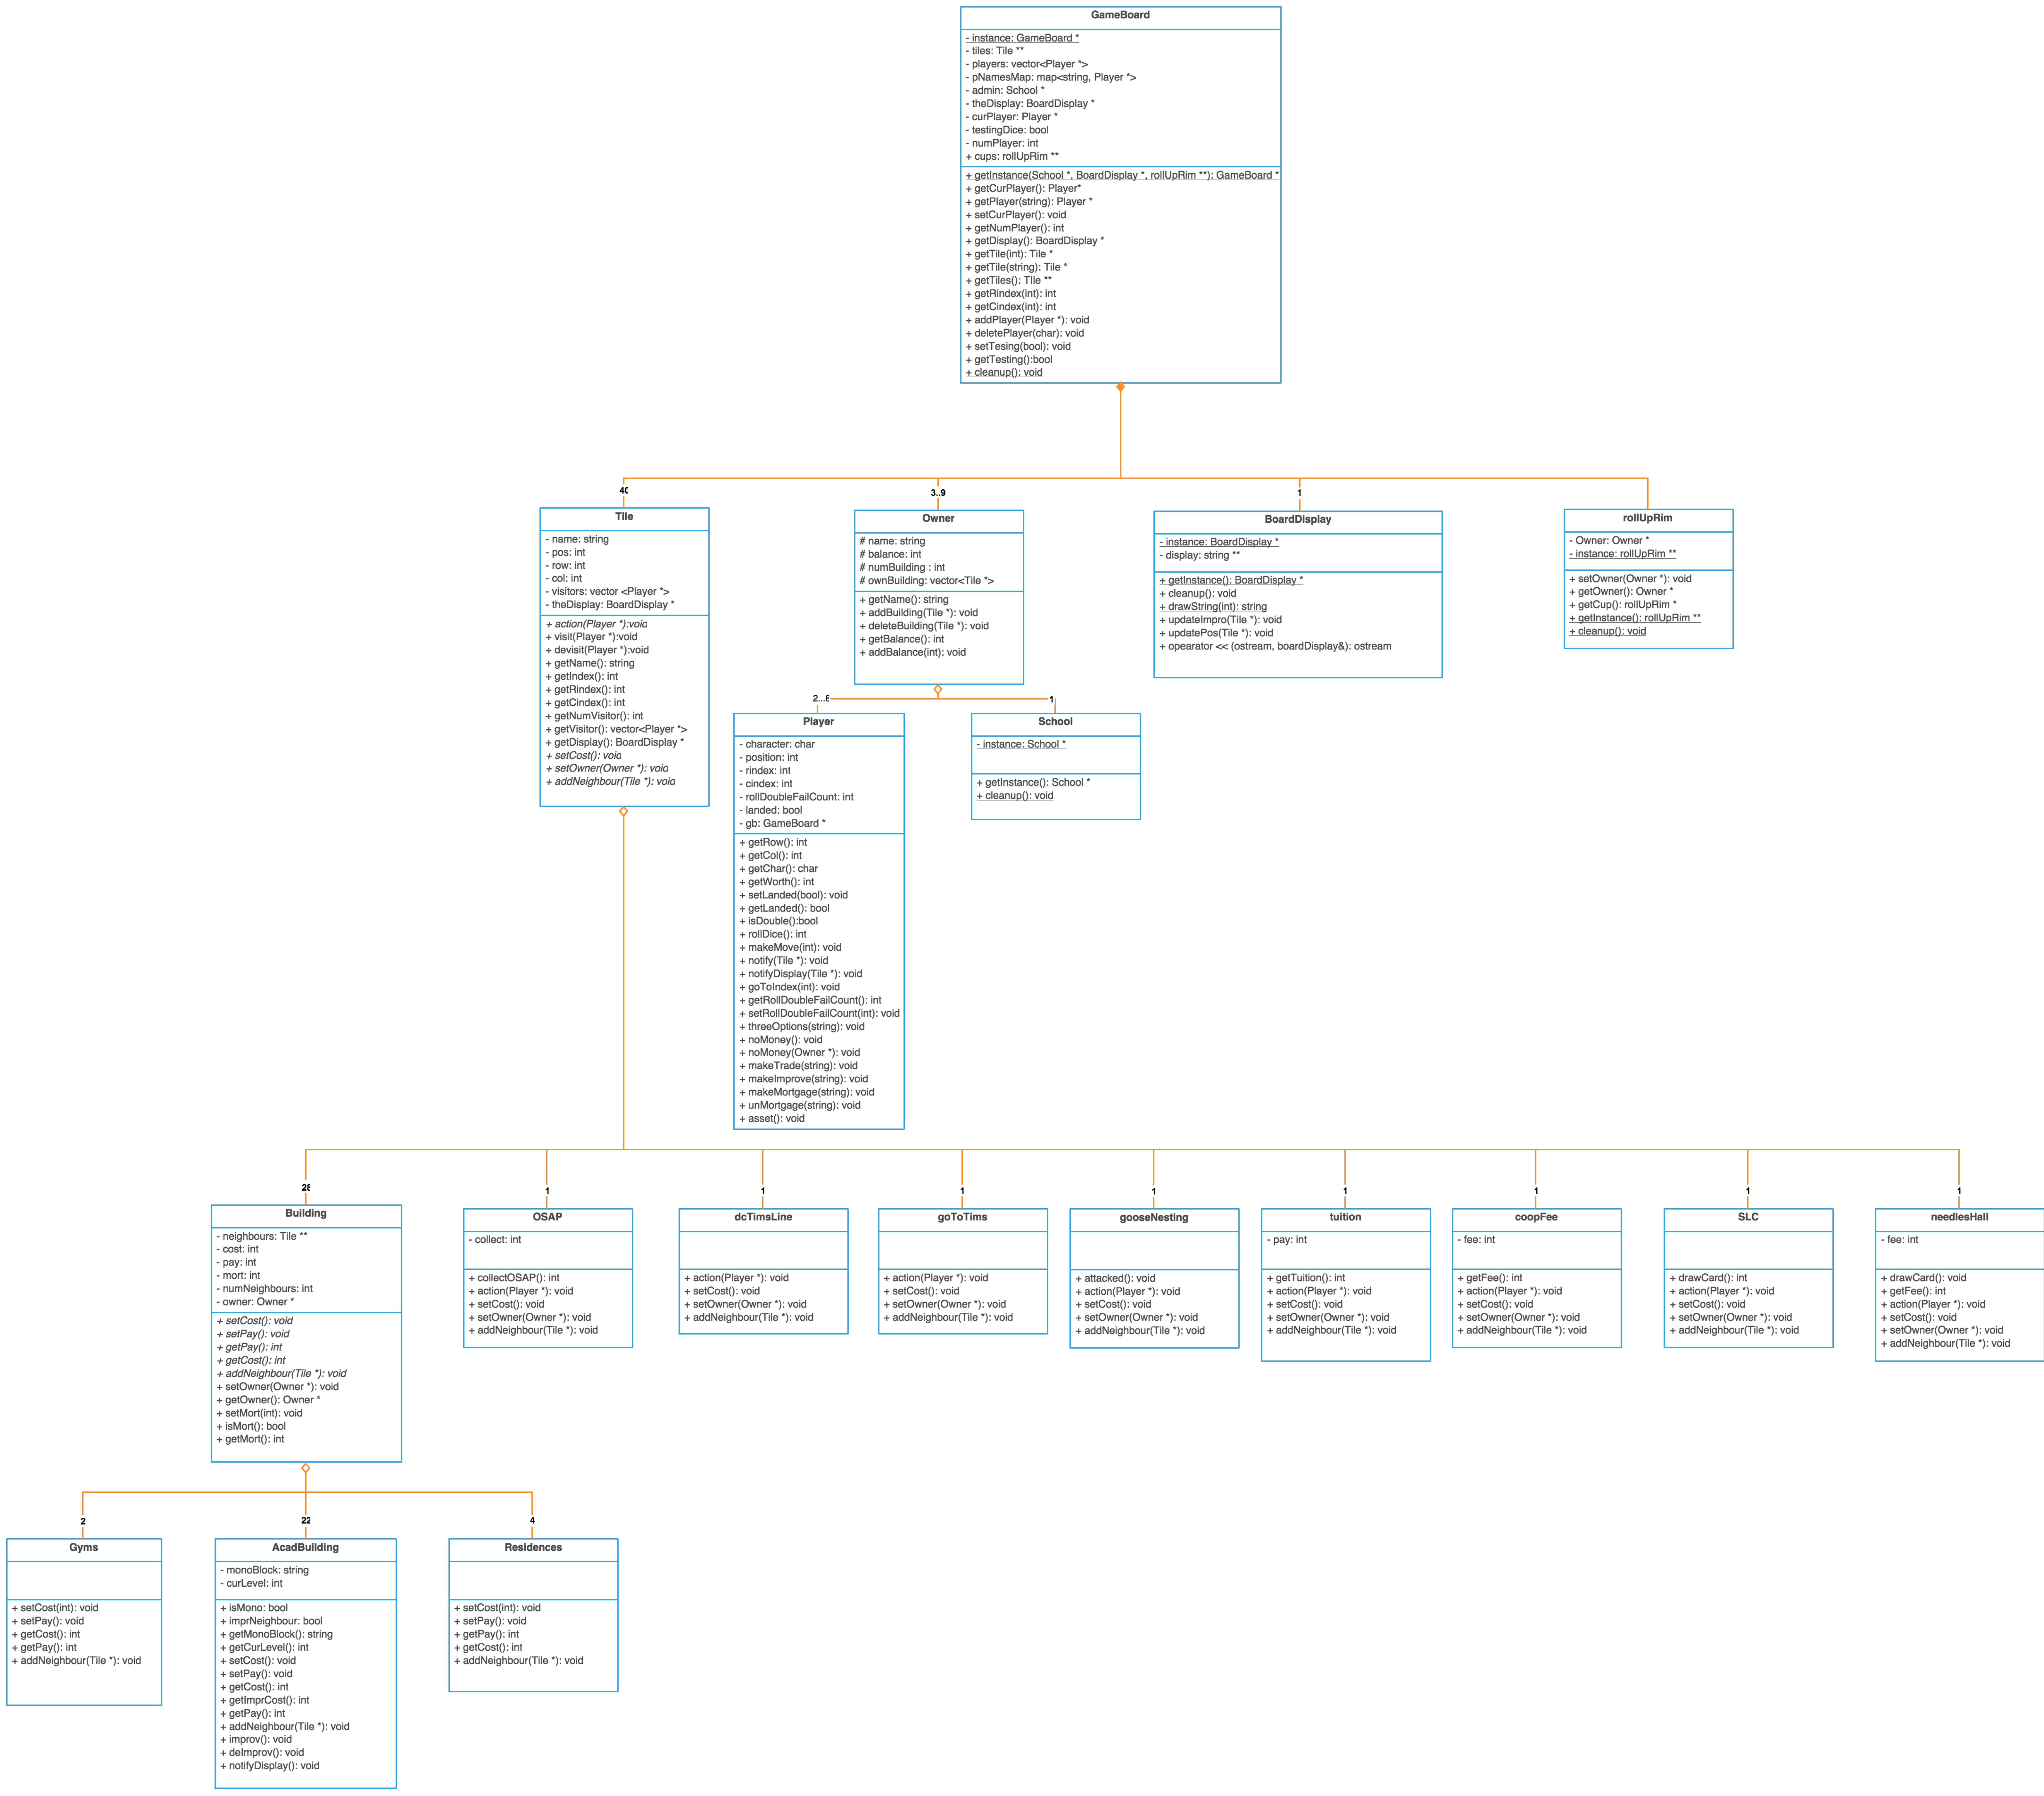 GameBoard
- instance: GameBoard *
- tiles: Tile **
- players: vector<Player *>
- pNamesMap: map<string, Player *>
- admin: School *
- theDisplay: BoardDisplay *
- curPlayer: Player *
- testingDice: bool
- numPlayer: int
+ cups: rollUpRim **
+ getInstance(School *, BoardDisplay *, rollUpRim **): GameBoard *
+ getCurPlayer(): Player*
+ getPlayer(string): Player *
+ setCurPlayer(): void
+ getNumPlayer(): int
+ getDisplay(): BoardDisplay *
+ getTile(int): Tile *
+ getTile(string): Tile *
+ getTiles(): TIle **
+ getRindex(int): int
+ getCindex(int): int
+ addPlayer(Player *): void
+ deletePlayer(char): void
+ setTesing(bool): void
+ getTesting():bool
+ cleanup(): void
40
Tile
- name: string
- pos: int
- row: int
- col: int
- visitors: vector <Player *>
- theDisplay: BoardDisplay *
+ action(Player *):void
+ visit(Player *):void
+ devisit(Player *):void
+ getName(): string
+ getIndex(): int
+ getRindex(): int
+ getCindex(): int
+ getNumVisitor(): int
+ getVisitor(): vector<Player *>
+ getDisplay(): BoardDisplay *
+ setCost(): void
+ setOwner(Owner *): void
+ addNeighbour(Tile *): void
3..9
Owner
# name: string
# balance: int
# numBuilding : int
# ownBuilding: vector<Tile *>
+ getName(): string
+ addBuilding(Tile *): void
+ deleteBuilding(Tile *): void
+ getBalance(): int
+ addBalance(int): void
1
BoardDisplay
- instance: BoardDisplay *
- display: string **
+ getInstance(): BoardDisplay *
+ cleanup(): void
+ drawString(int): string
+ updateImpro(Tile *): void
+ updatePos(Tile *): void
+ opearator << (ostream, boardDisplay&): ostream
rollUpRim
- Owner: Owner *
- instance: rollUpRim **
+ setOwner(Owner *): void
+ getOwner(): Owner *
+ getCup(): rollUpRim *
+ getInstance(): rollUpRim **
+ cleanup(): void
2...8
Player
- character: char
- position: int
- rindex: int
- cindex: int
- rollDoubleFailCount: int
- landed: bool
- gb: GameBoard *
+ getRow(): int
+ getCol(): int
+ getChar(): char
+ getWorth(): int
+ setLanded(bool): void
+ getLanded(): bool
+ isDouble():bool
+ rollDice(): int
+ makeMove(int): void
+ notify(Tile *): void
+ notifyDisplay(Tile *): void
+ goToIndex(int): void
+ getRollDoubleFailCount(): int
+ setRollDoubleFailCount(int): void
+ threeOptions(string): void
+ noMoney(): void
+ noMoney(Owner *): void
+ makeTrade(string): void
+ makeImprove(string): void
+ makeMortgage(string): void
+ unMortgage(string): void
+ asset(): void
1
School
- instance: School *
+ getInstance(): School *
+ cleanup(): void
28
Building
- neighbours: Tile **
- cost: int
- pay: int
- mort: int
- numNeighbours: int
- owner: Owner *
+ setCost(): void
+ setPay(): void
+ getPay(): int
+ getCost(): int
+ addNeighbour(Tile *): void
+ setOwner(Owner *): void
+ getOwner(): Owner *
+ setMort(int): void
+ isMort(): bool
+ getMort(): int
1
OSAP
- collect: int
+ collectOSAP(): int
+ action(Player *): void
+ setCost(): void
+ setOwner(Owner *): void
+ addNeighbour(Tile *): void
1
dcTimsLine
+ action(Player *): void
+ setCost(): void
+ setOwner(Owner *): void
+ addNeighbour(Tile *): void
1
goToTims
+ action(Player *): void
+ setCost(): void
+ setOwner(Owner *): void
+ addNeighbour(Tile *): void
1
gooseNesting
+ attacked(): void
+ action(Player *): void
+ setCost(): void
+ setOwner(Owner *): void
+ addNeighbour(Tile *): void
1
tuition
- pay: int
+ getTuition(): int
+ action(Player *): void
+ setCost(): void
+ setOwner(Owner *): void
+ addNeighbour(Tile *): void
1
coopFee
- fee: int
+ getFee(): int
+ action(Player *): void
+ setCost(): void
+ setOwner(Owner *): void
+ addNeighbour(Tile *): void
1
SLC
+ drawCard(): int
+ action(Player *): void
+ setCost(): void
+ setOwner(Owner *): void
+ addNeighbour(Tile *): void
1
needlesHall
- fee: int
+ drawCard(): void
+ getFee(): int
+ action(Player *): void
+ setCost(): void
+ setOwner(Owner *): void
+ addNeighbour(Tile *): void
2
Gyms
+ setCost(int): void
+ setPay(): void
+ getCost(): int
+ getPay(): int
+ addNeighbour(Tile *): void
22
AcadBuilding
- monoBlock: string
- curLevel: int
+ isMono: bool
+ imprNeighbour: bool
+ getMonoBlock(): string
+ getCurLevel(): int
+ setCost(): void
+ setPay(): void
+ getCost(): int
+ getImprCost(): int
+ getPay(): int
+ addNeighbour(Tile *): void
+ improv(): void
+ deImprov(): void
+ notifyDisplay(): void
4
Residences
+ setCost(int): void
+ setPay(): void
+ getPay(): int
+ getCost(): int
+ addNeighbour(Tile *): void